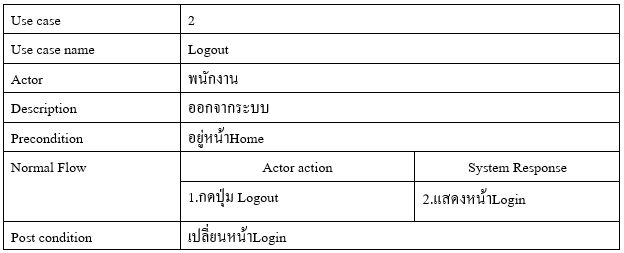 Use case 2
Use case name Logout
Actor พนักงาน
Description ออกจากระบบ
Precondition อยู่หน้าHome
Normal Flow Actor action System Response
1.กดปุ่ม Logout 2.แสดงหน้าLogin
Post condition เปลี่ยนหน้าLogin